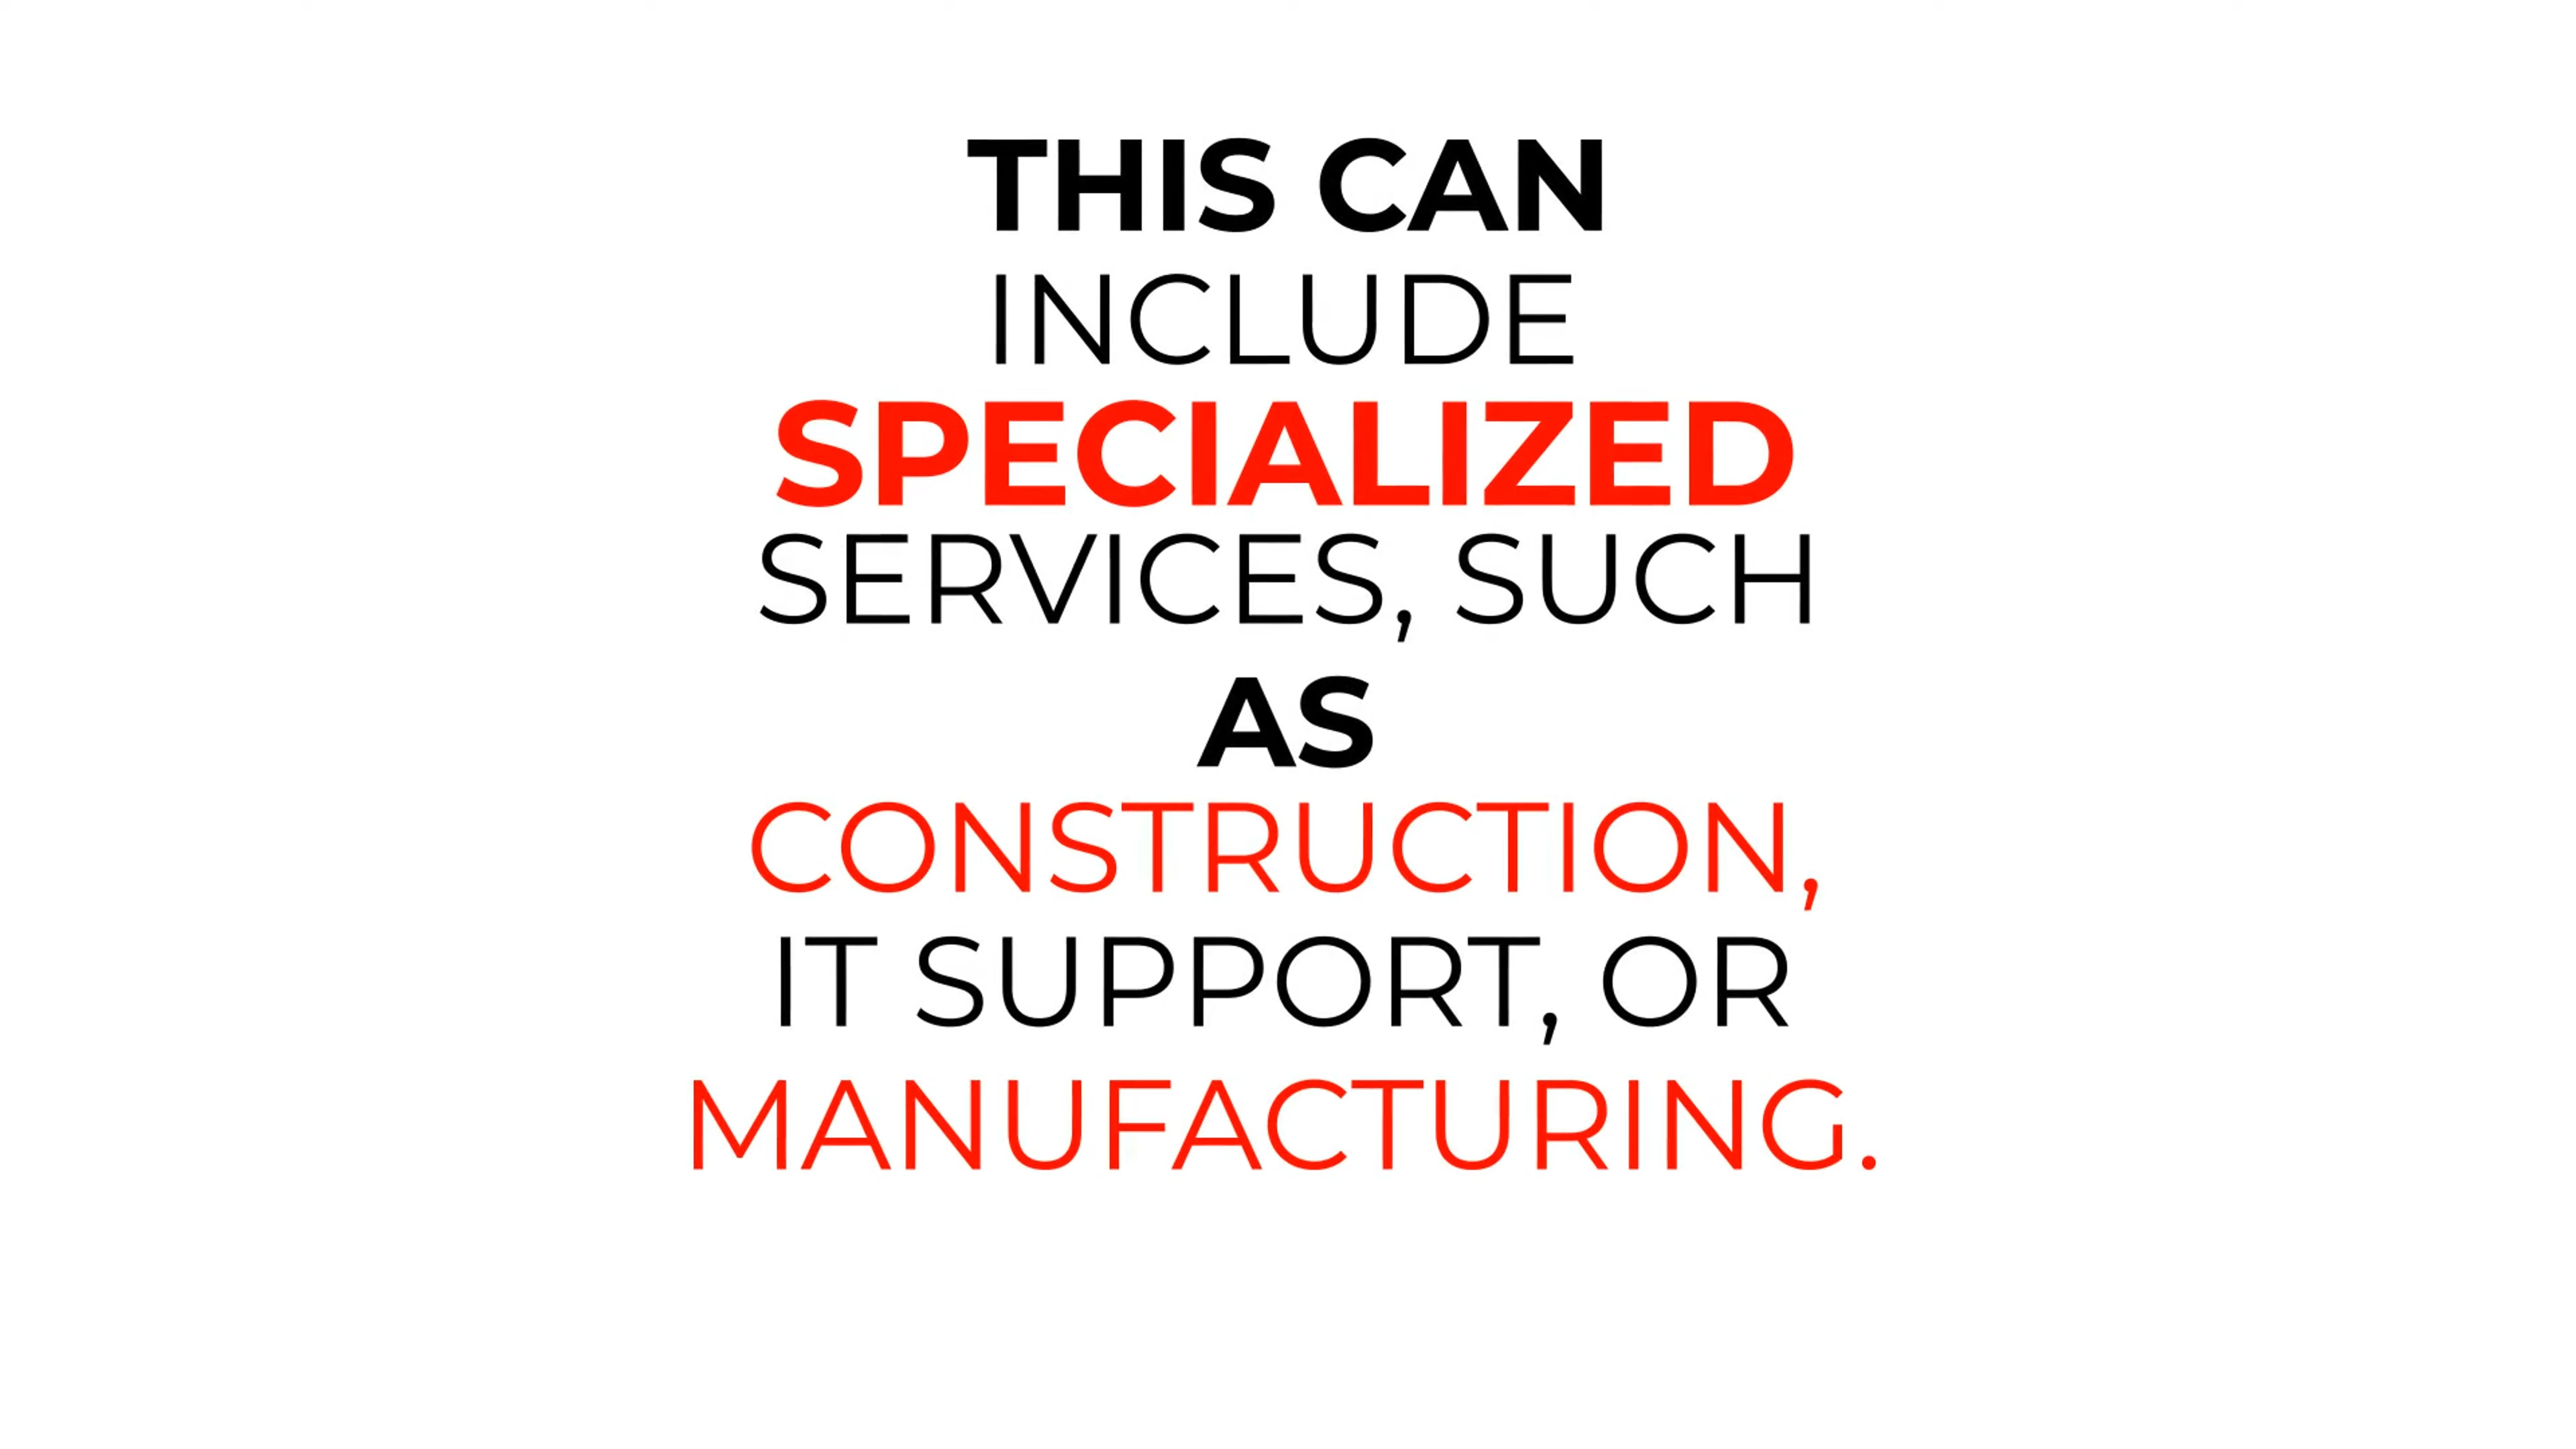 THIS CAN
INCLUDE
SPECIALIZED
SERVICES, SUCH
AS
CONSTRUCTION,
IT SUPPORT, OR
MANUFACTURING.